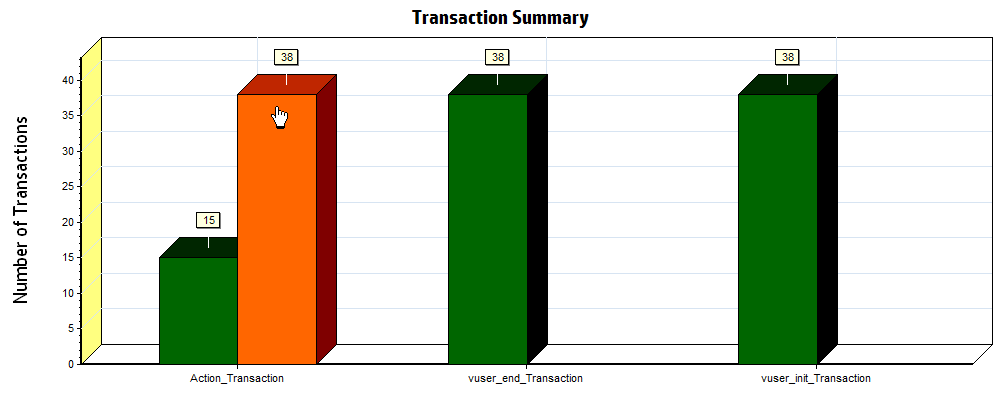 Transaction Summary
Number of Transactions
40
35
30
25
20
15
10
5
0
15
38
38
38
Action_Transaction
vuser_end_Transaction
vuser_init_Transaction